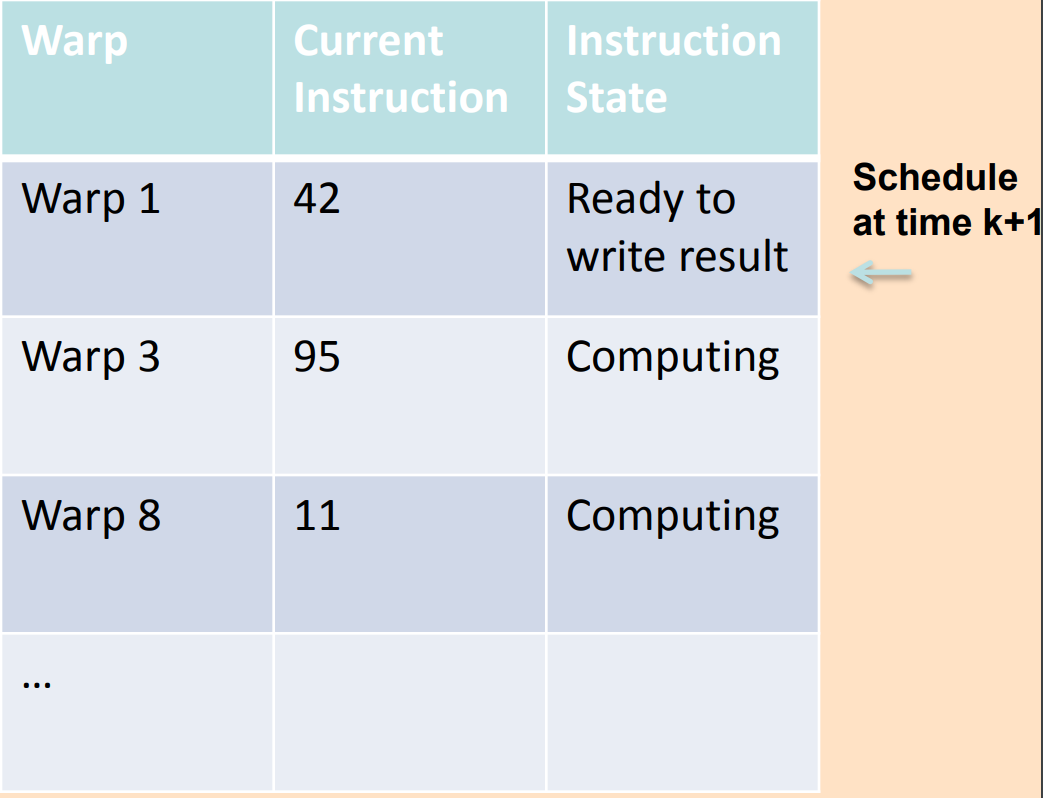 Warp
Current
Instruction
Instruction
State
Warp 1
42
Ready to
write result
Schedule
at time k+1
Warp 3
95
Computing
Warp 8
11
Computing
...